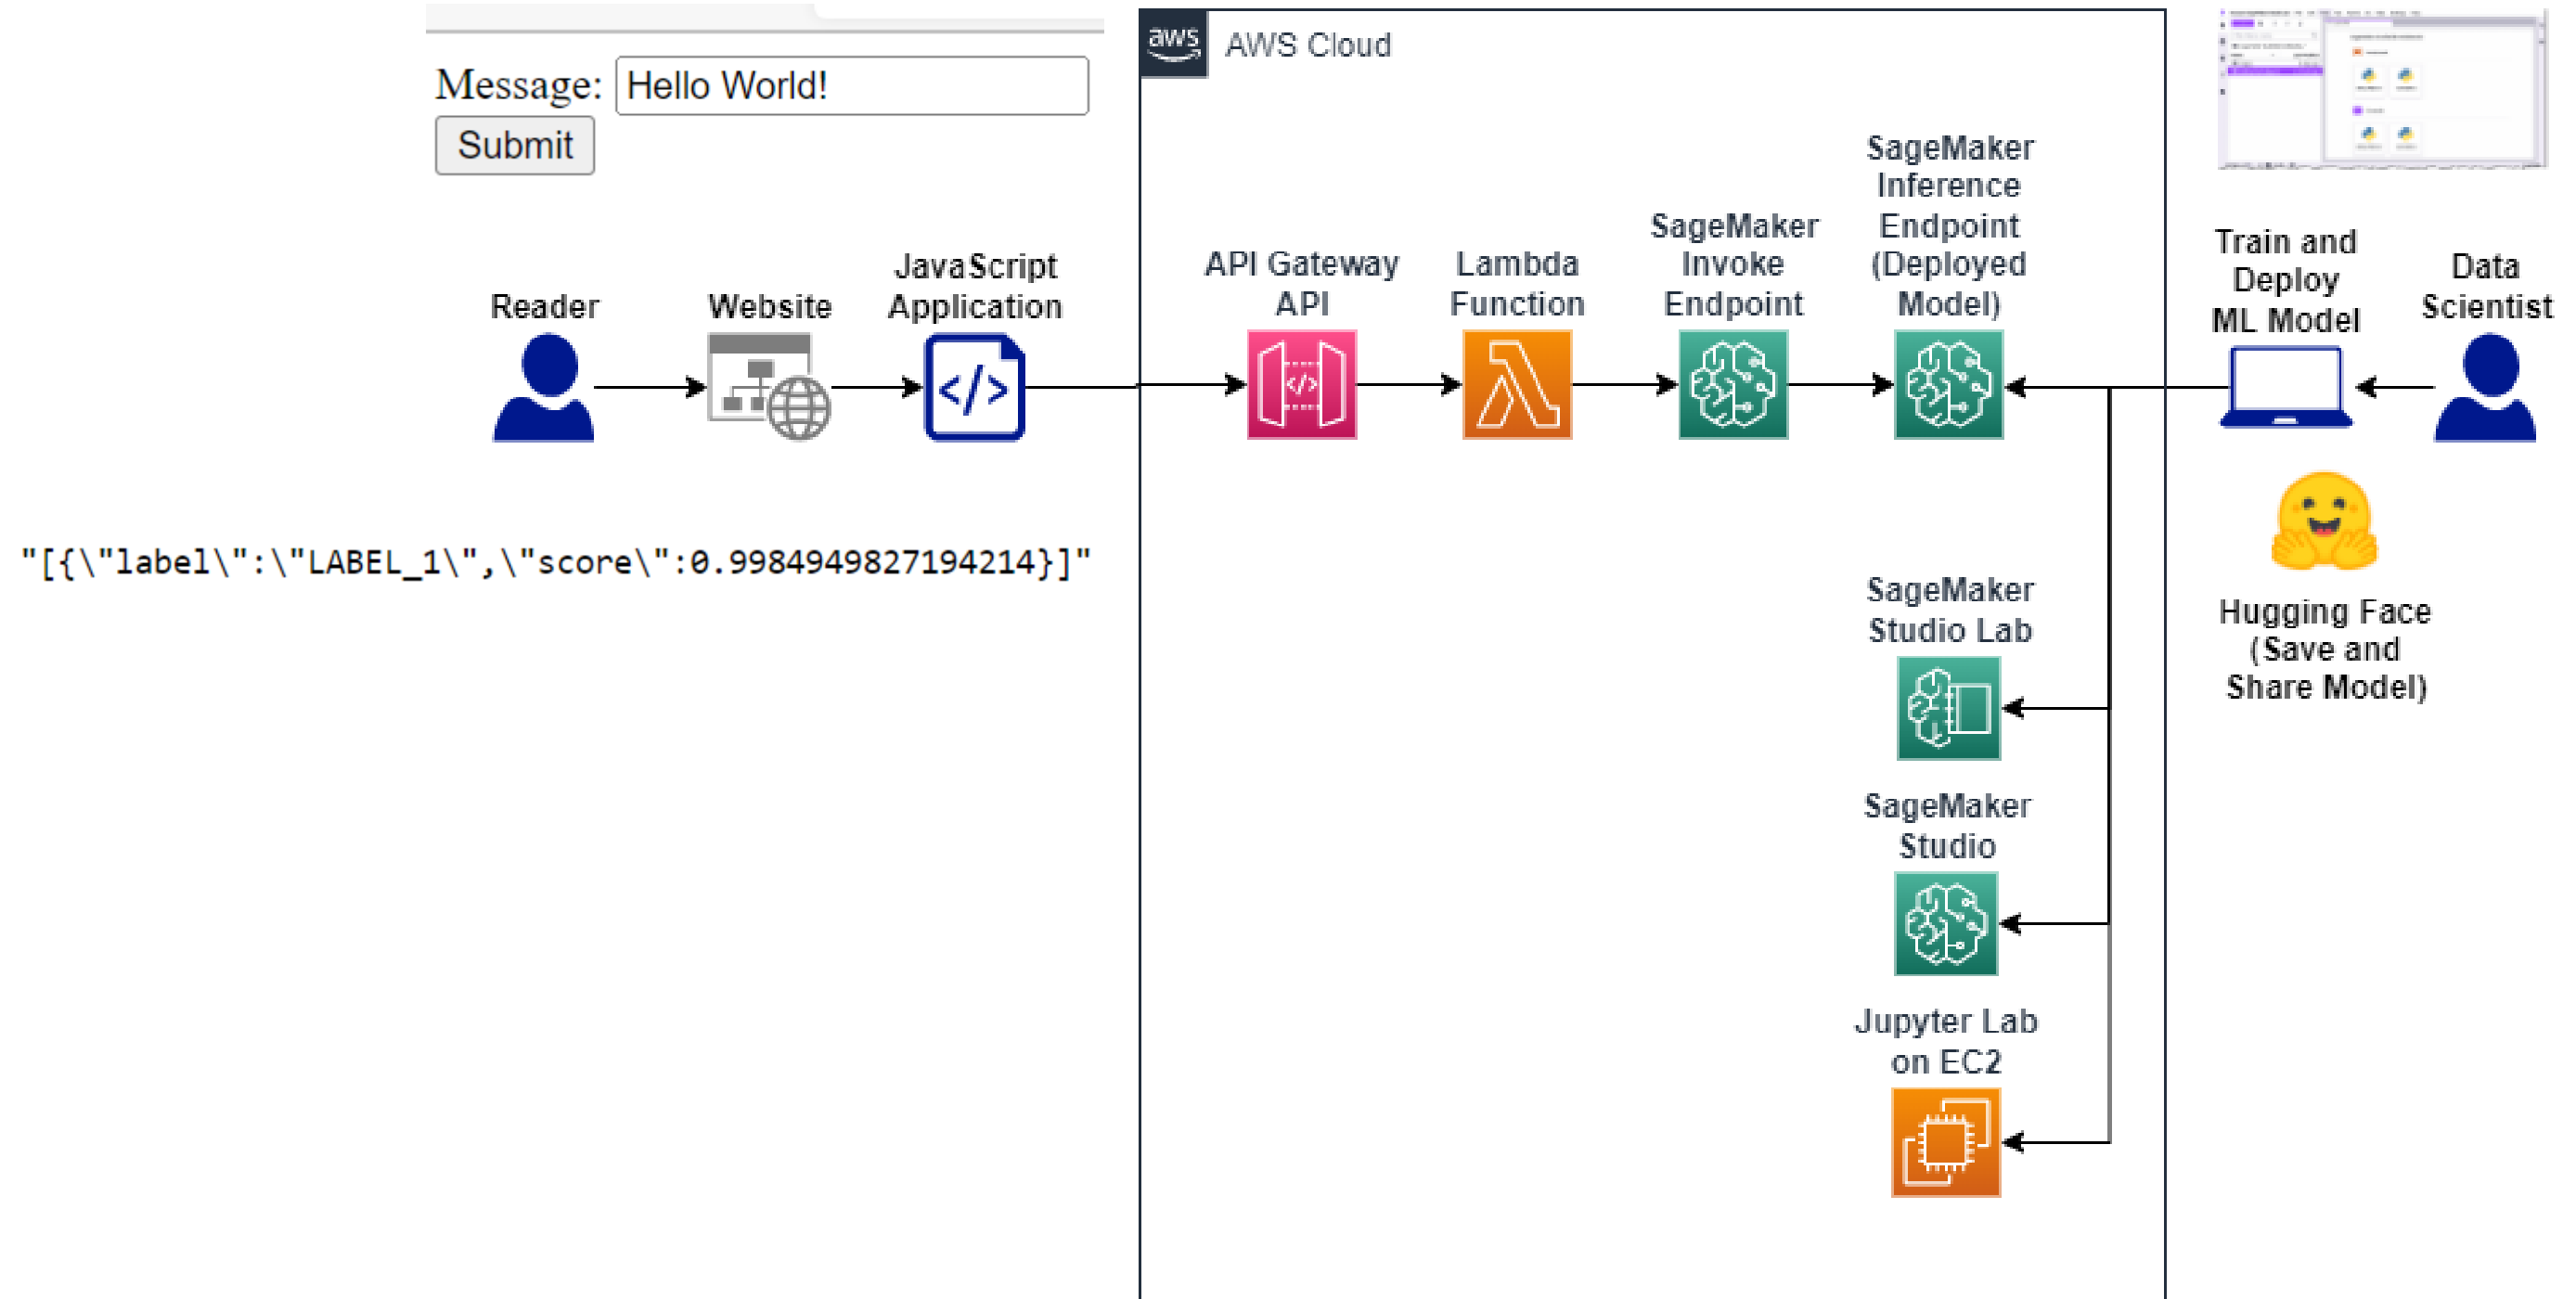 Message: Hello World!
Submit
Reader
Website
JavaScript
Application
"[{\"label\":\"LABEL_1\",\"score\":0.9984949827194214}]"
aws
AWS Cloud
API Gateway
API
Lambda
Function
SageMaker
Invoke
Endpoint
SageMaker
Inference
Endpoint
(Deployed
Model)
SageMaker
Studio Lab
SageMaker
Studio
Jupyter Lab
on EC2
Train and
Deploy
ML Model
Data
Scientist
Hugging Face
(Save and
Share Model)